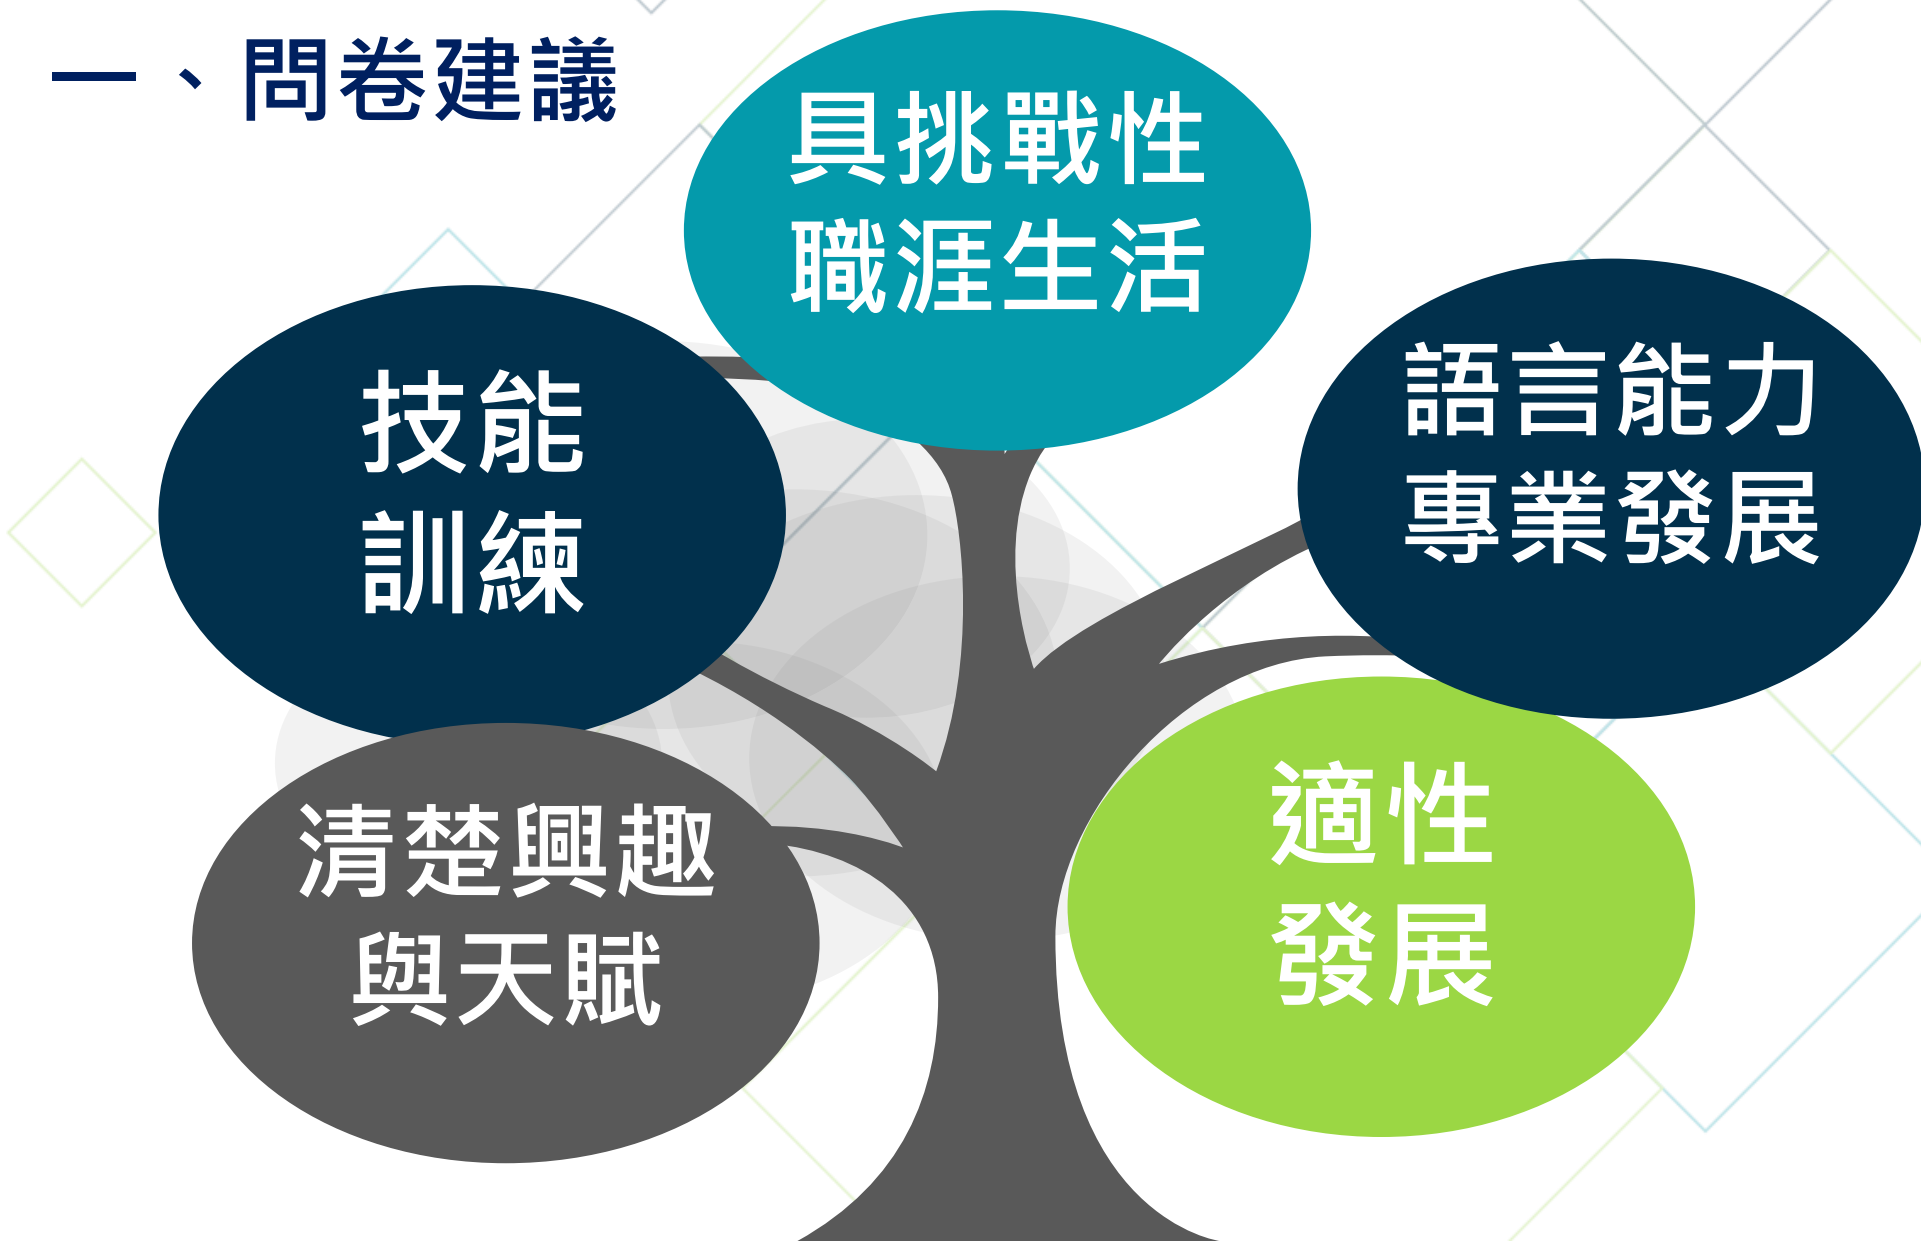 一、問卷建議
具挑戰性
職涯生活
技能
訓練
語言能力
專業發展
清楚興趣
與天賦
適性
發展